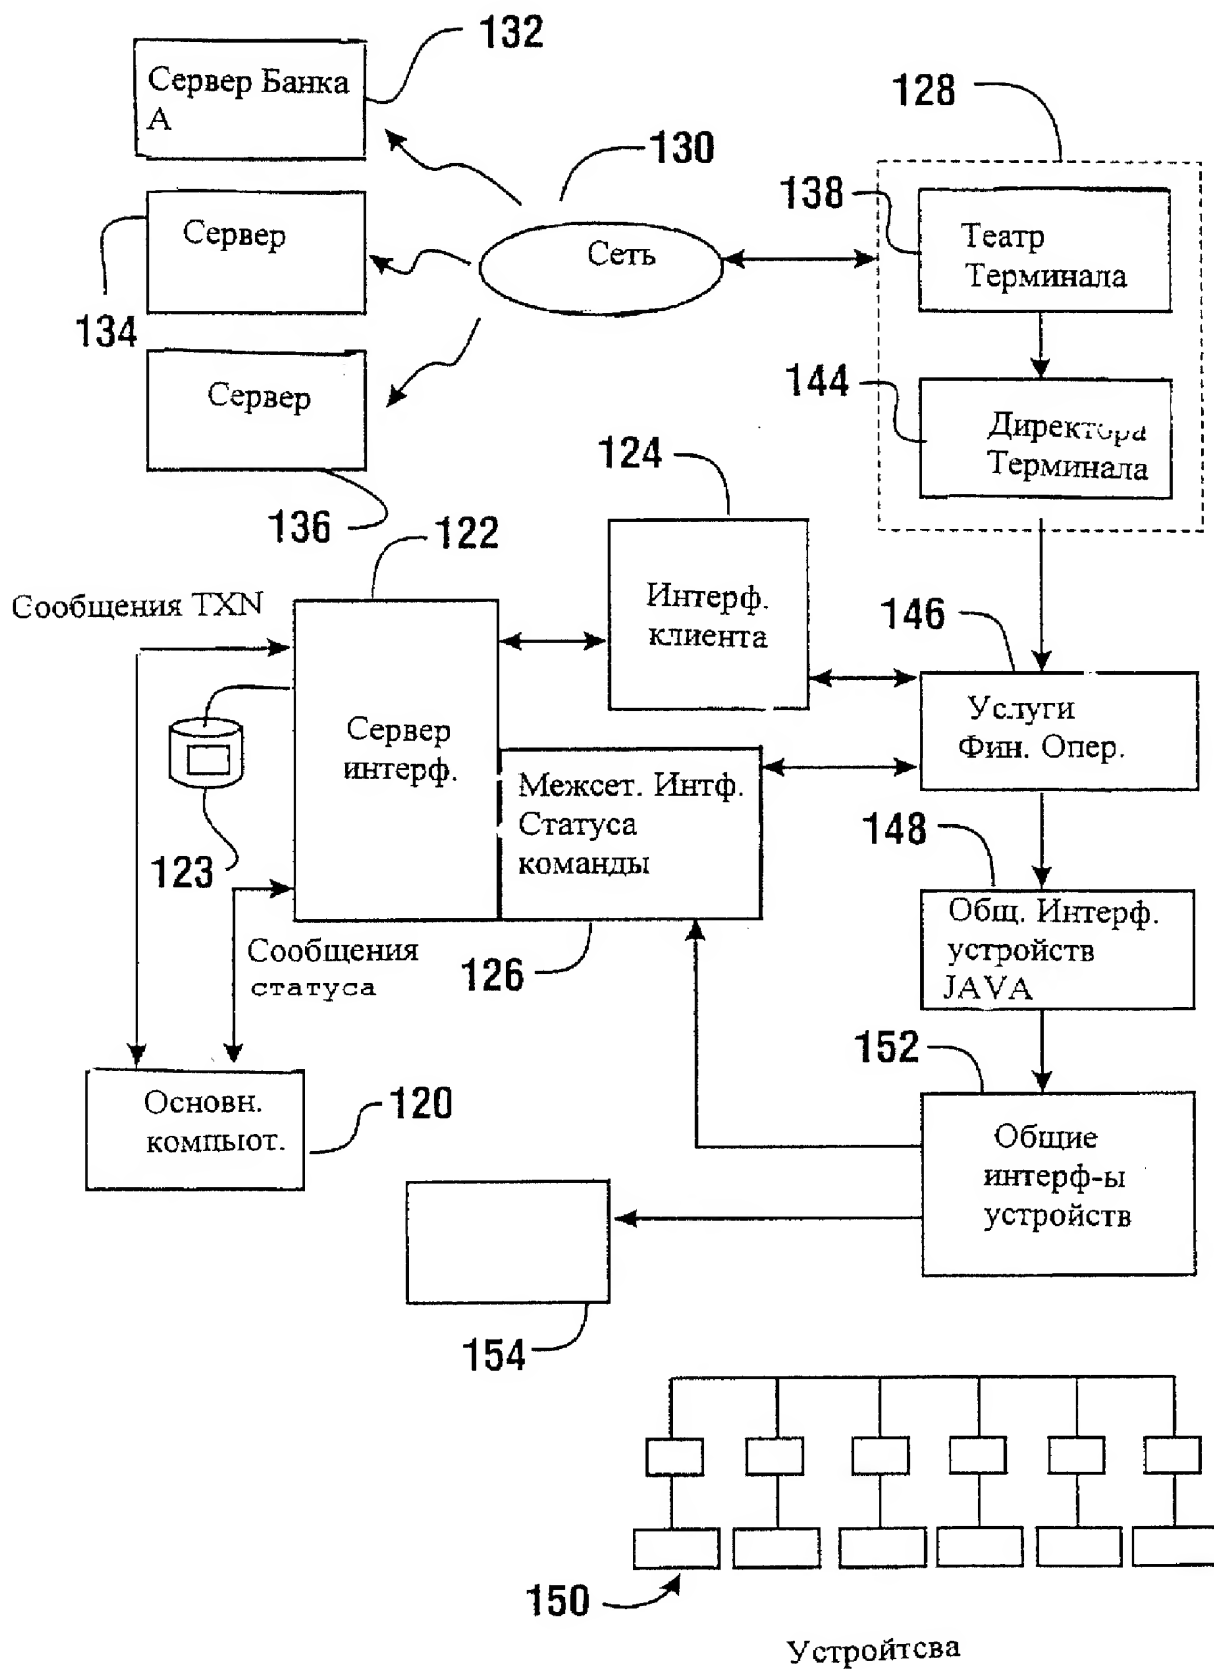 132
Сервер Банка
А
128
130
138
Театр
Терминала
Сервер
Сеть
134
144
Сервер
Директора
Терминала
124
136
122
Сообщения TXN
Интерф.
клиента
146
Услуги
Фин. Опер.
Сервер
интерф.
Межсет. Интф.
Статуса
команды
148
123
Общ. Интерф.
устройств
JAVA
Сообщения
статуса
126
152
Основн.
компьют.
120
Общие
интерф-ы
устройств
154
150
Устройтсва